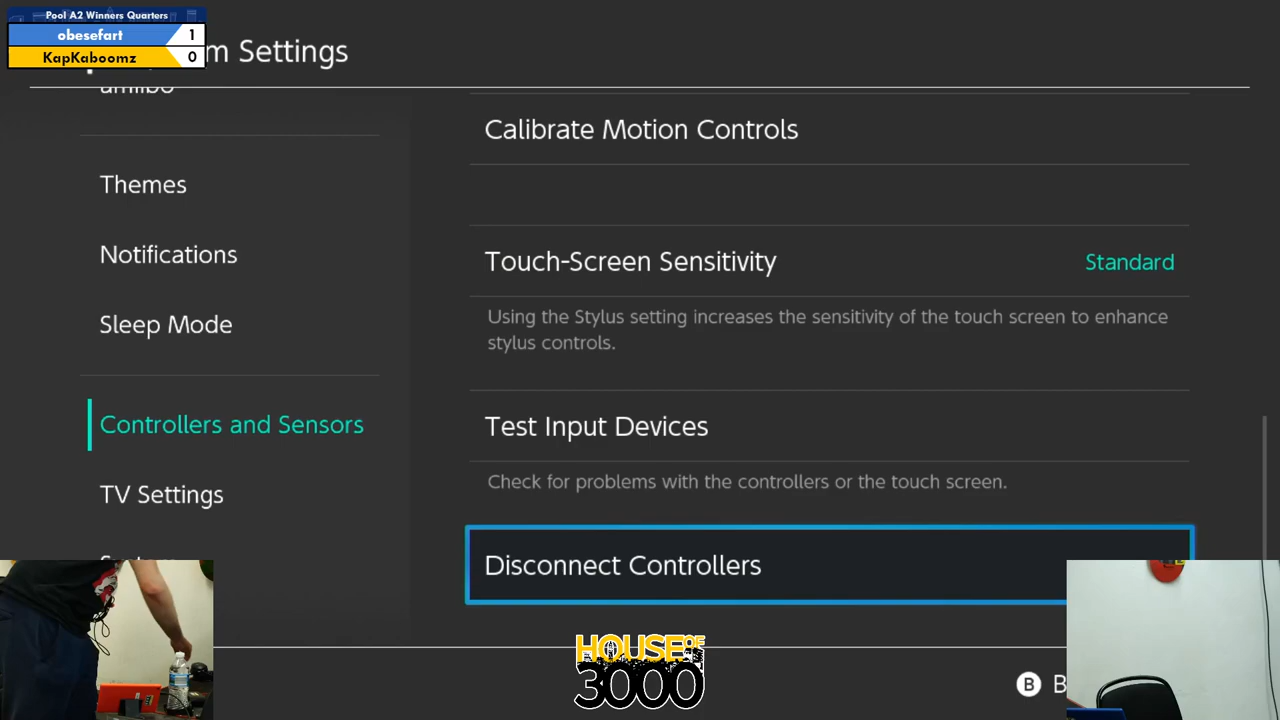 Pool A2 Winners Quarters
obesefart 1
KapKaboomz 0
m Settings
amiibo
Themes
Notifications
Sleep Mode
Controllers and Sensors
TV Settings
System
Calibrate Motion Controls
Touch-Screen Sensitivity Standard
Using the Stylus setting increases the sensitivity of the touch screen to enhance
stylus controls.
Test Input Devices
Check for problems with the controllers or the touch screen.
Disconnect Controllers
HOUSE OF
3000
B B